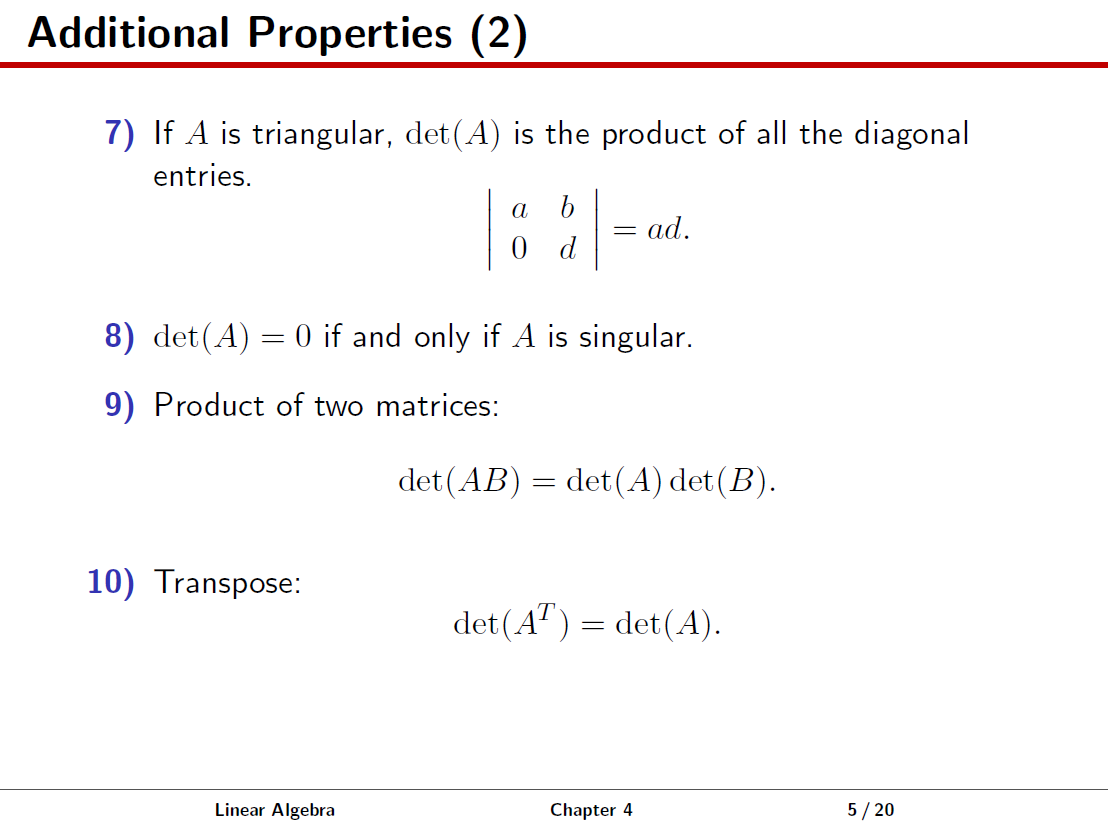 Additional Properties (2)
7) If A is triangular, det(A) is the product of all the diagonal
entries.
| a b |
| 0 d | = ad.
8) det(A) = 0 if and only if A is singular.
9) Product of two matrices:
det(AB) = det(A) det(B).
10) Transpose:
det(A^T) = det(A).
Linear Algebra Chapter 4 5 / 20